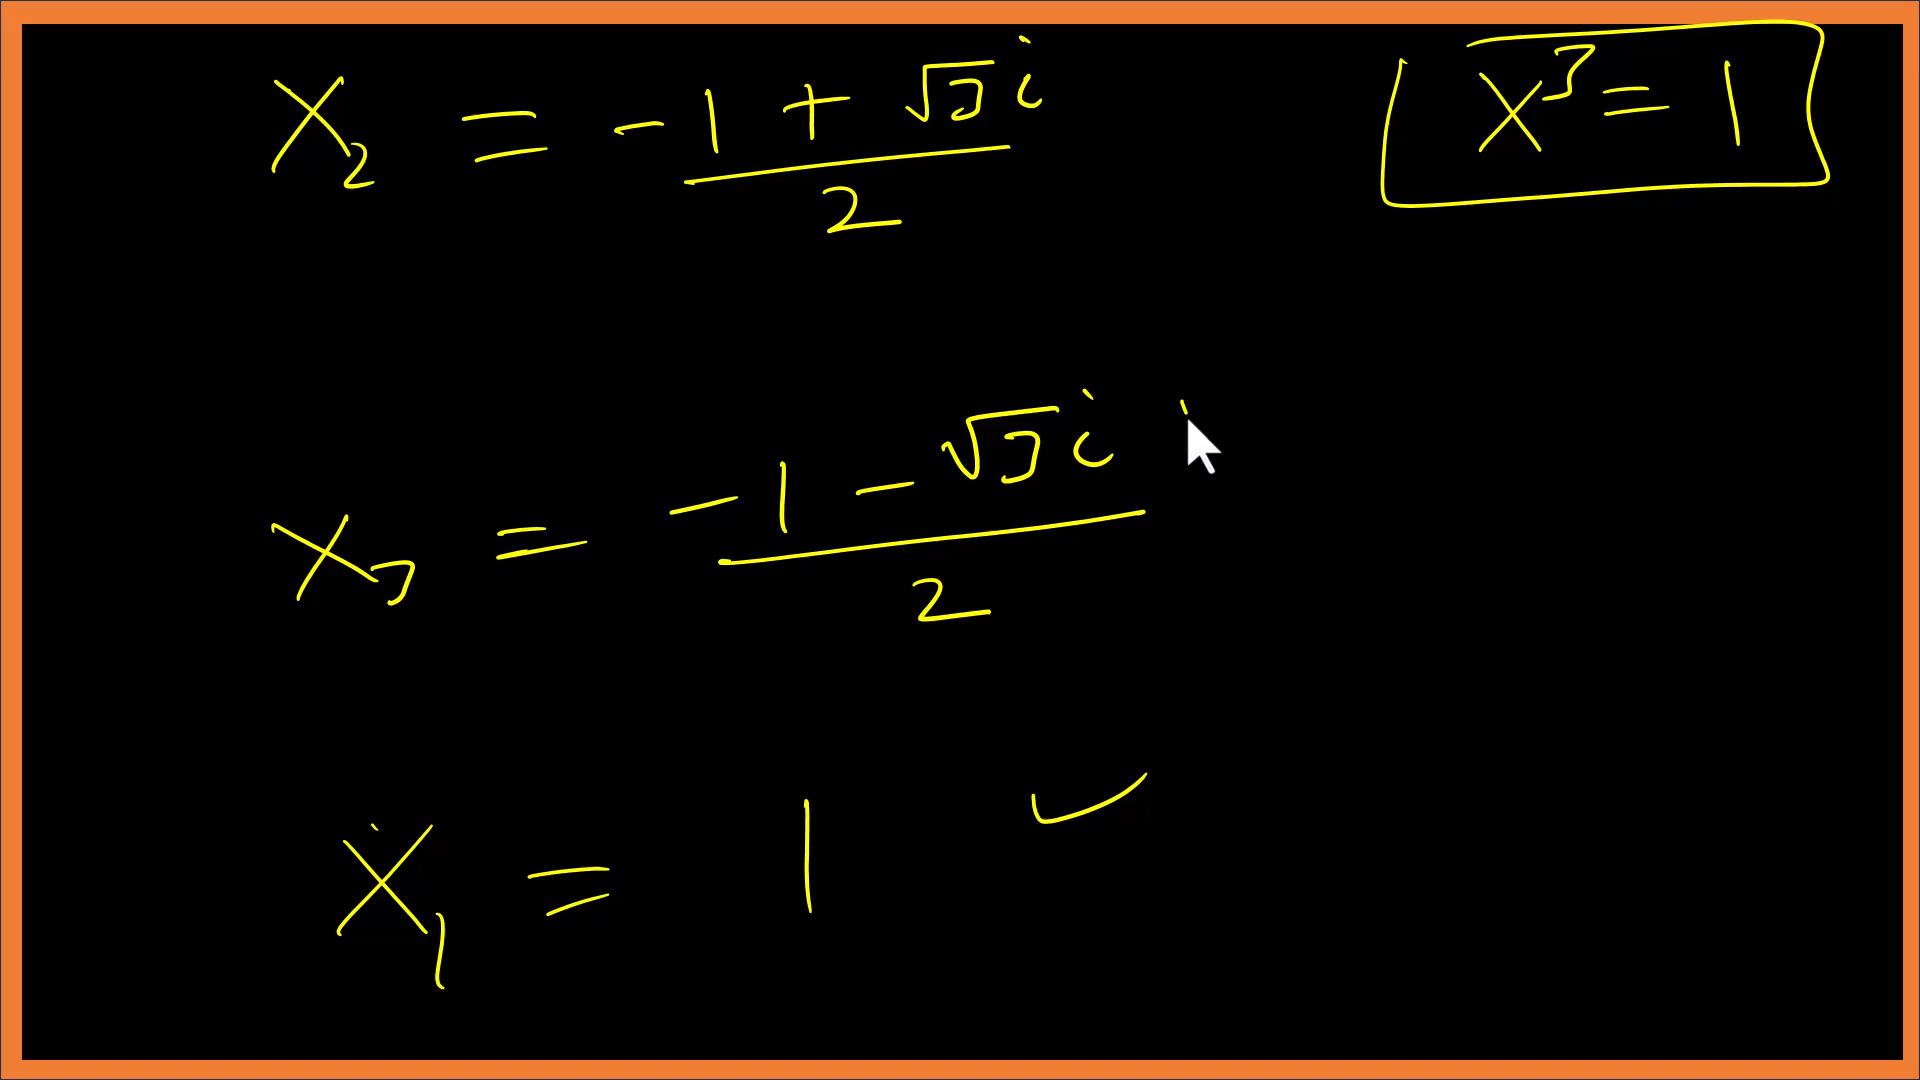 X₂ = -1 + √3 i / 2
X³ = 1
X₃ = -1 - √3 i / 2
X₁ = 1 ✓